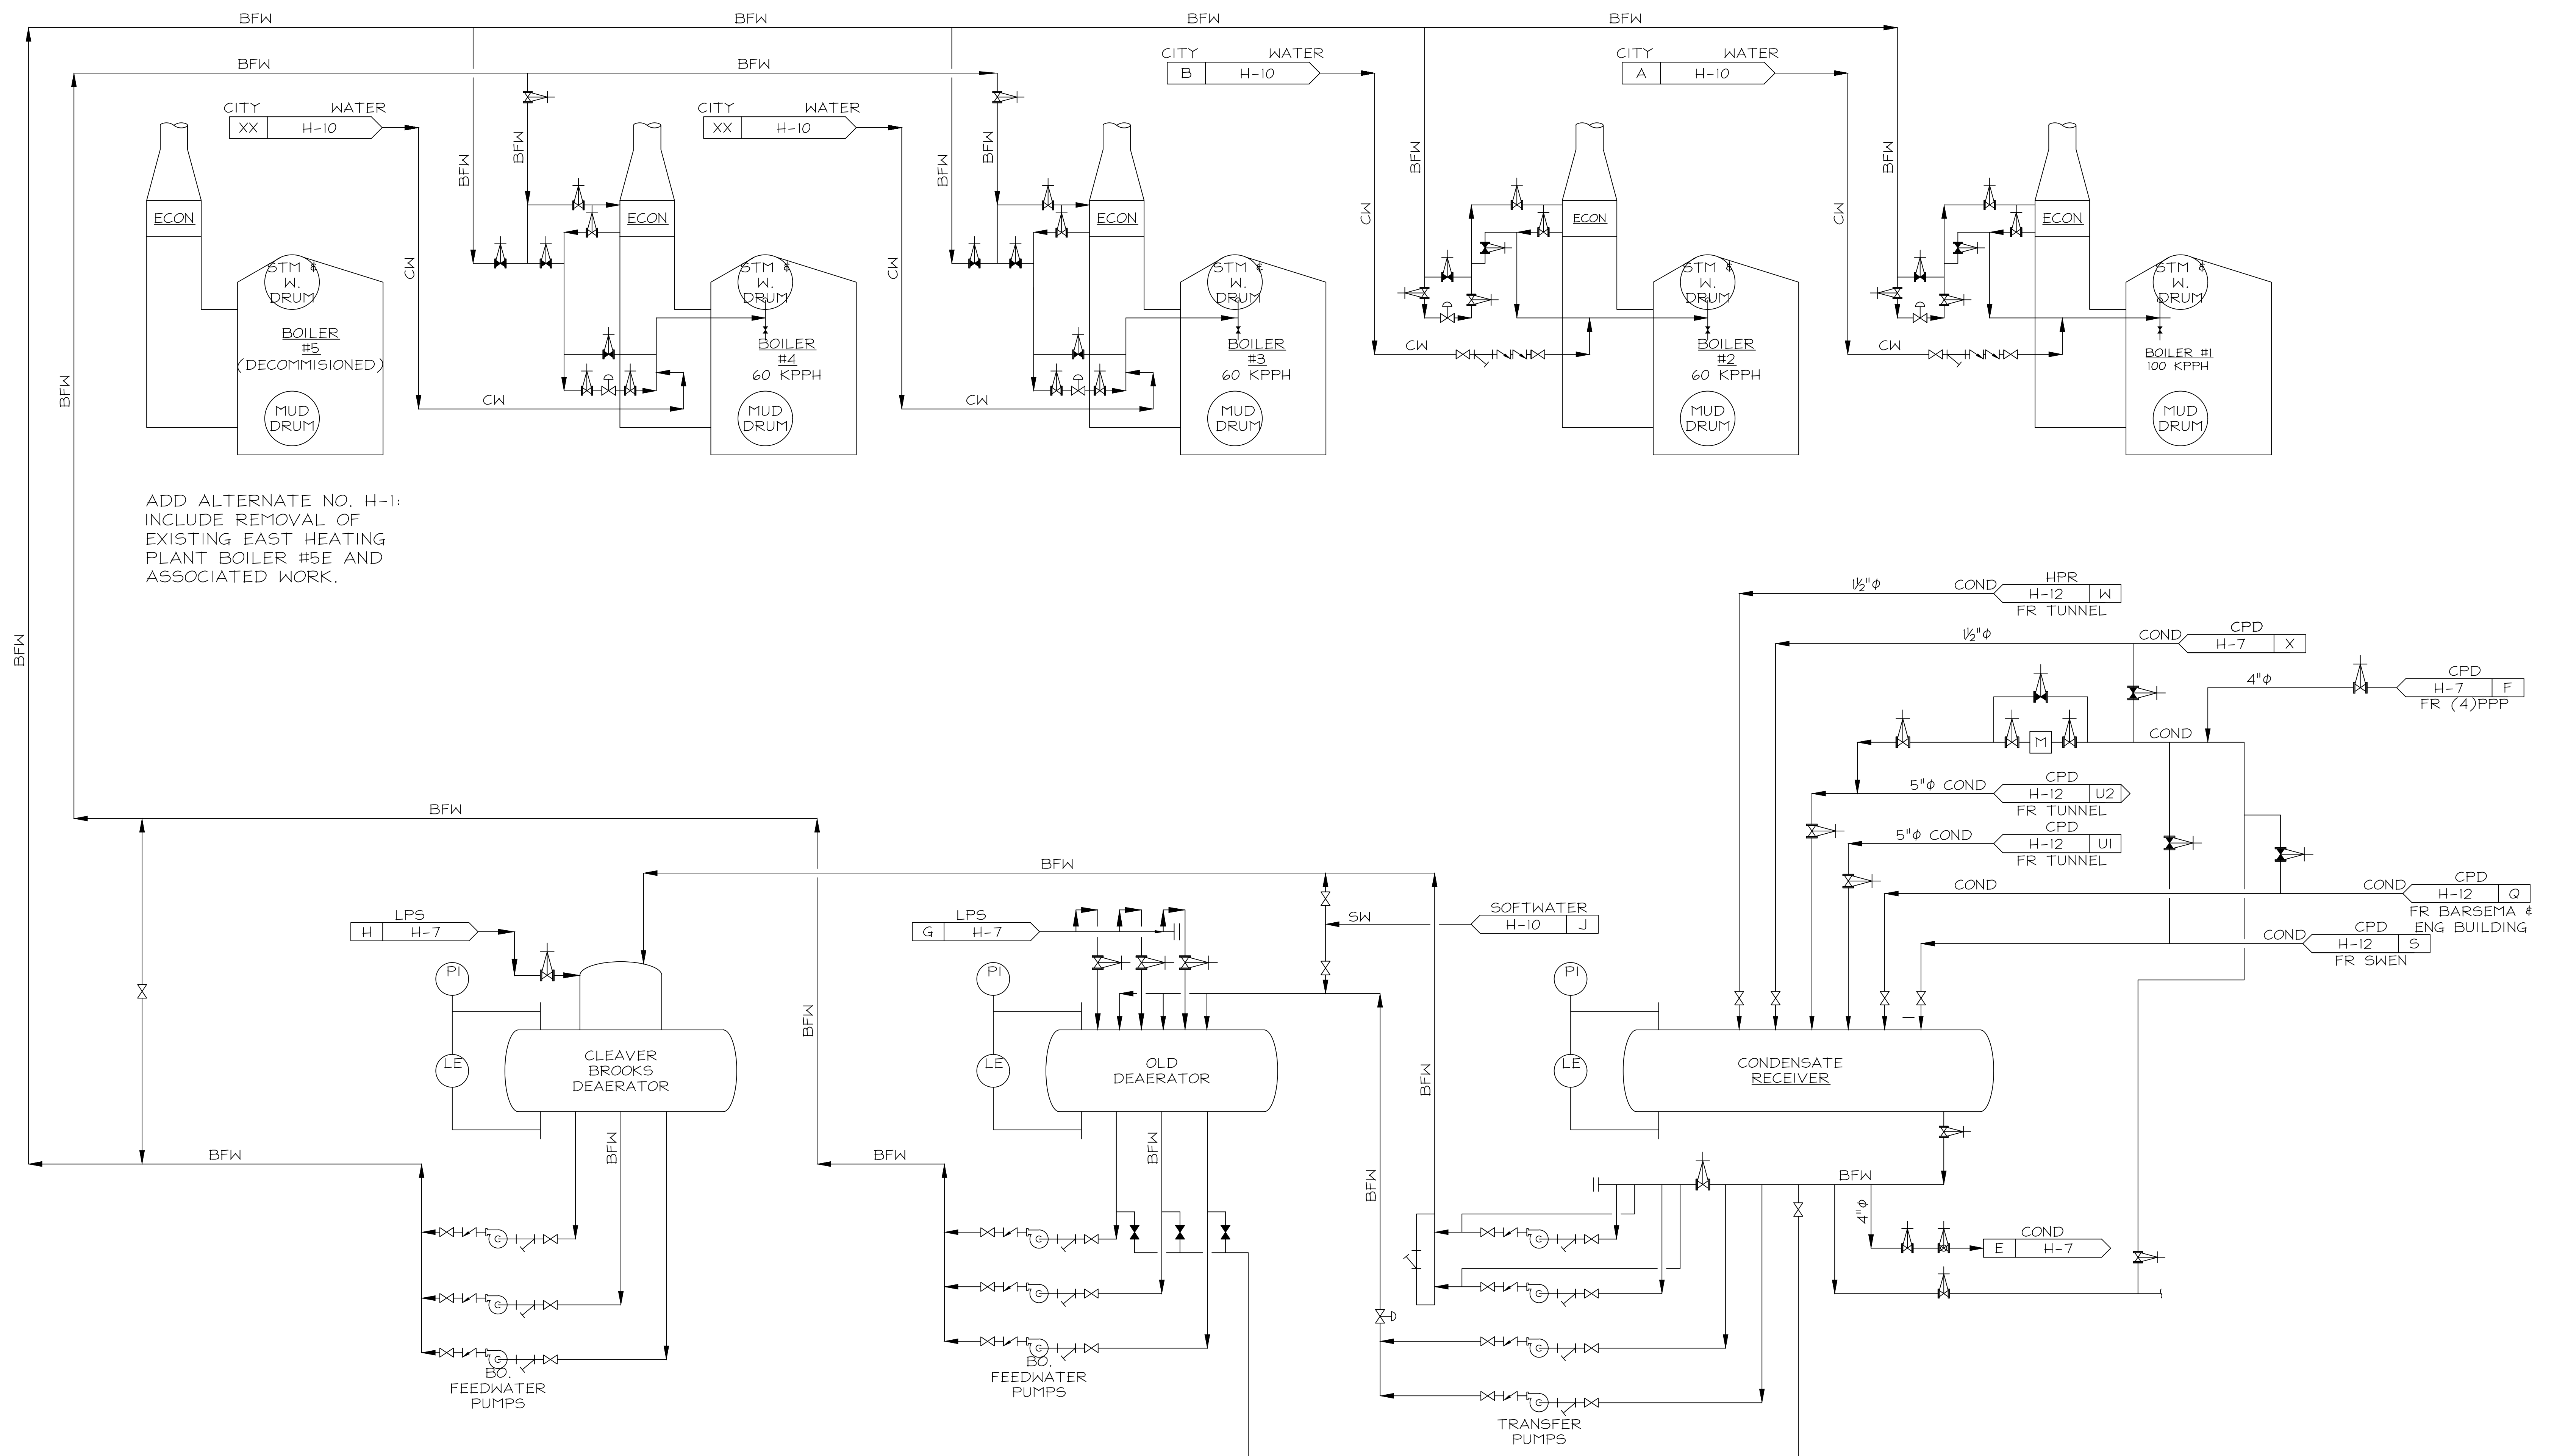 BFW BFW BFW BFW
CITY WATER
B H-10
CITY WATER
A H-10
BFW BFW
CITY WATER
XX H-10
CITY WATER
XX H-10
BFW
BFW
BFW
BFW
BFW
BFW
CW
CW
CW
CW
ECON
ECON
ECON
ECON
ECON
STM &
W.
DRUM
BOILER
#5
(DECOMMISIONED)
MUD
DRUM
STM &
W.
DRUM
BOILER
#4
60 KPPH
MUD
DRUM
CW
STM &
W.
DRUM
BOILER
#3
60 KPPH
MUD
DRUM
CW
STM &
W.
DRUM
BOILER
#2
60 KPPH
MUD
DRUM
CW
STM &
W.
DRUM
BOILER #1
100 KPPH
MUD
DRUM
CW
BFW
BFW
ADD ALTERNATE NO. H-1:
INCLUDE REMOVAL OF
EXISTING EAST HEATING
PLANT BOILER #5E AND
ASSOCIATED WORK.
1½"ϕ COND
HPR
H-12 W
FR TUNNEL
1½"ϕ COND
CPD
H-7 X
4"ϕ
CPD
H-7 F
FR (4)PPP
M
COND
5"ϕ COND
CPD
H-12 U2
FR TUNNEL
5"ϕ COND
CPD
H-12 U1
FR TUNNEL
COND COND
CPD
H-12 Q
FR BARSEMA &
ENG BUILDING
COND
CPD
H-12 S
FR SWEN
BFW
BFW
LPS
H H-7
LPS
G H-7
SW
SOFTWATER
H-10 J
PI
LE
CLEAVER
BROOKS
DEAERATOR
BFW
PI
LE
OLD
DEAERATOR
BFW
PI
LE
CONDENSATE
RECEIVER
BFW
BFW
BFW
BFW
BFW
BFW
4"ϕ
COND
E H-7
BO.
FEEDWATER
PUMPS
BO.
FEEDWATER
PUMPS
TRANSFER
PUMPS